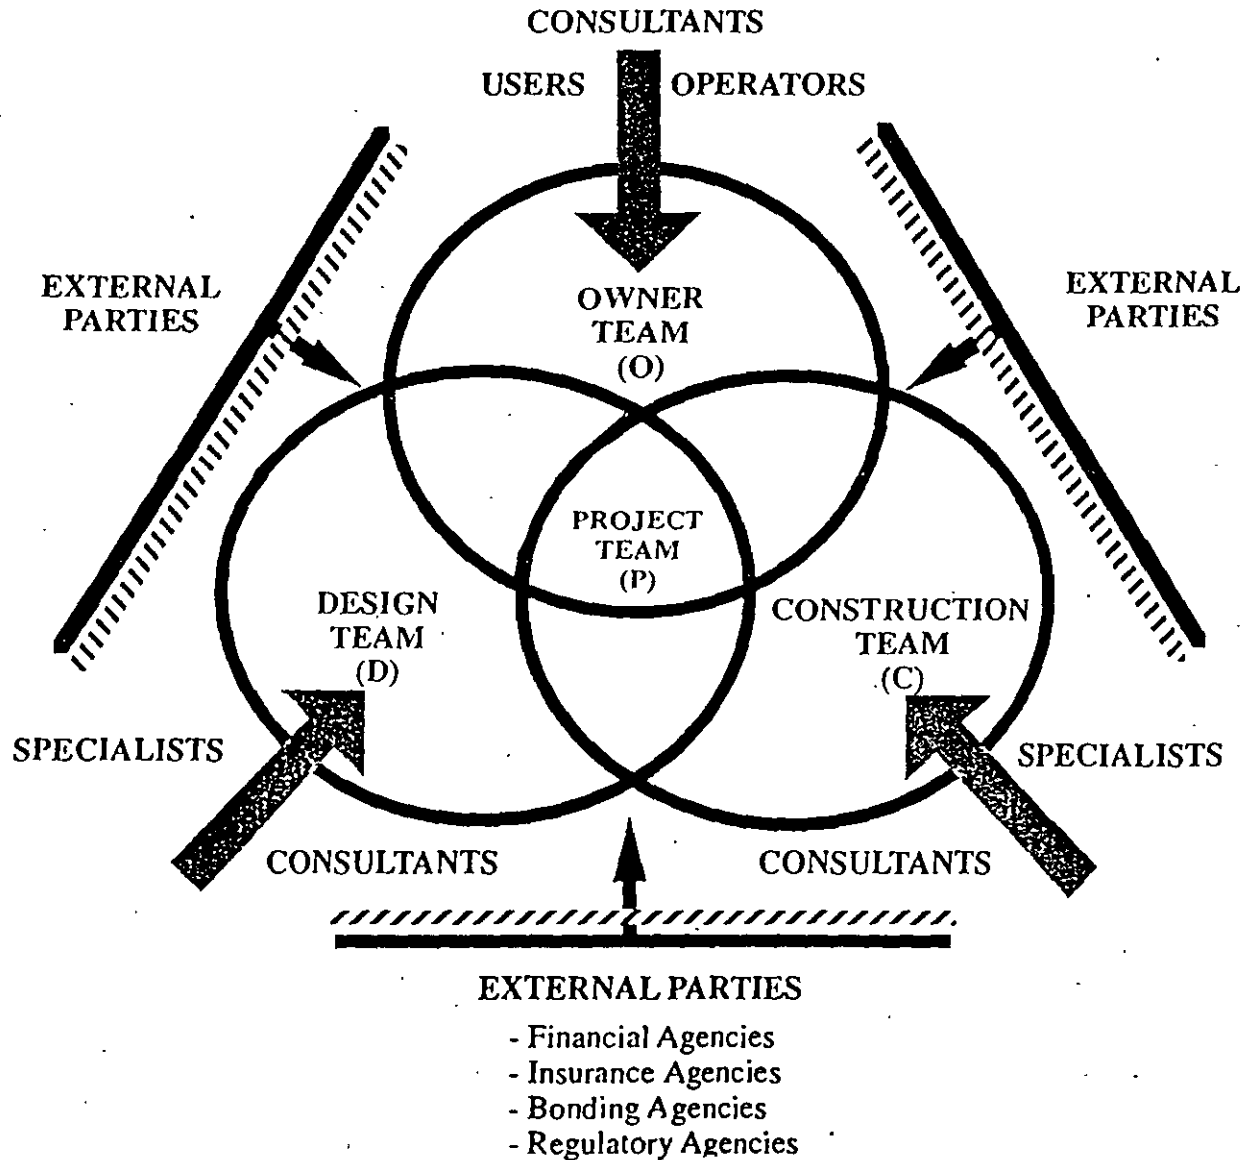 CONSULTANTS
USERS OPERATORS
EXTERNAL
PARTIES
EXTERNAL
PARTIES
OWNER
TEAM
(O)
PROJECT
TEAM
(P)
DESIGN
TEAM
(D)
CONSTRUCTION
TEAM
(C)
SPECIALISTS
SPECIALISTS
CONSULTANTS
CONSULTANTS
EXTERNAL PARTIES
- Financial Agencies
- Insurance Agencies
- Bonding Agencies
- Regulatory Agencies